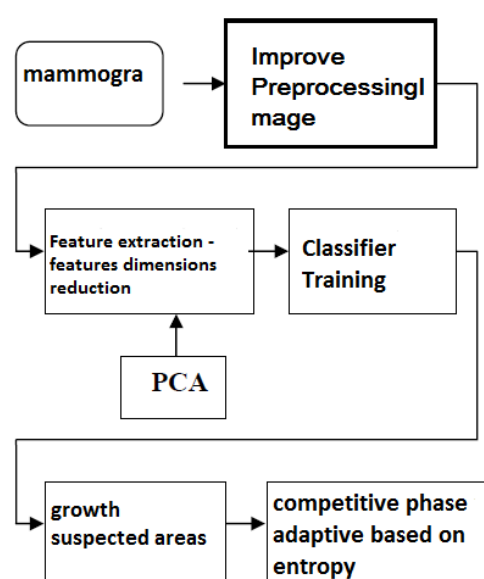 mammogra
Improve
PreprocessingI
mage
Feature extraction -
features dimensions
reduction
Classifier
Training
PCA
growth
suspected areas
competitive phase
adaptive based on
entropy